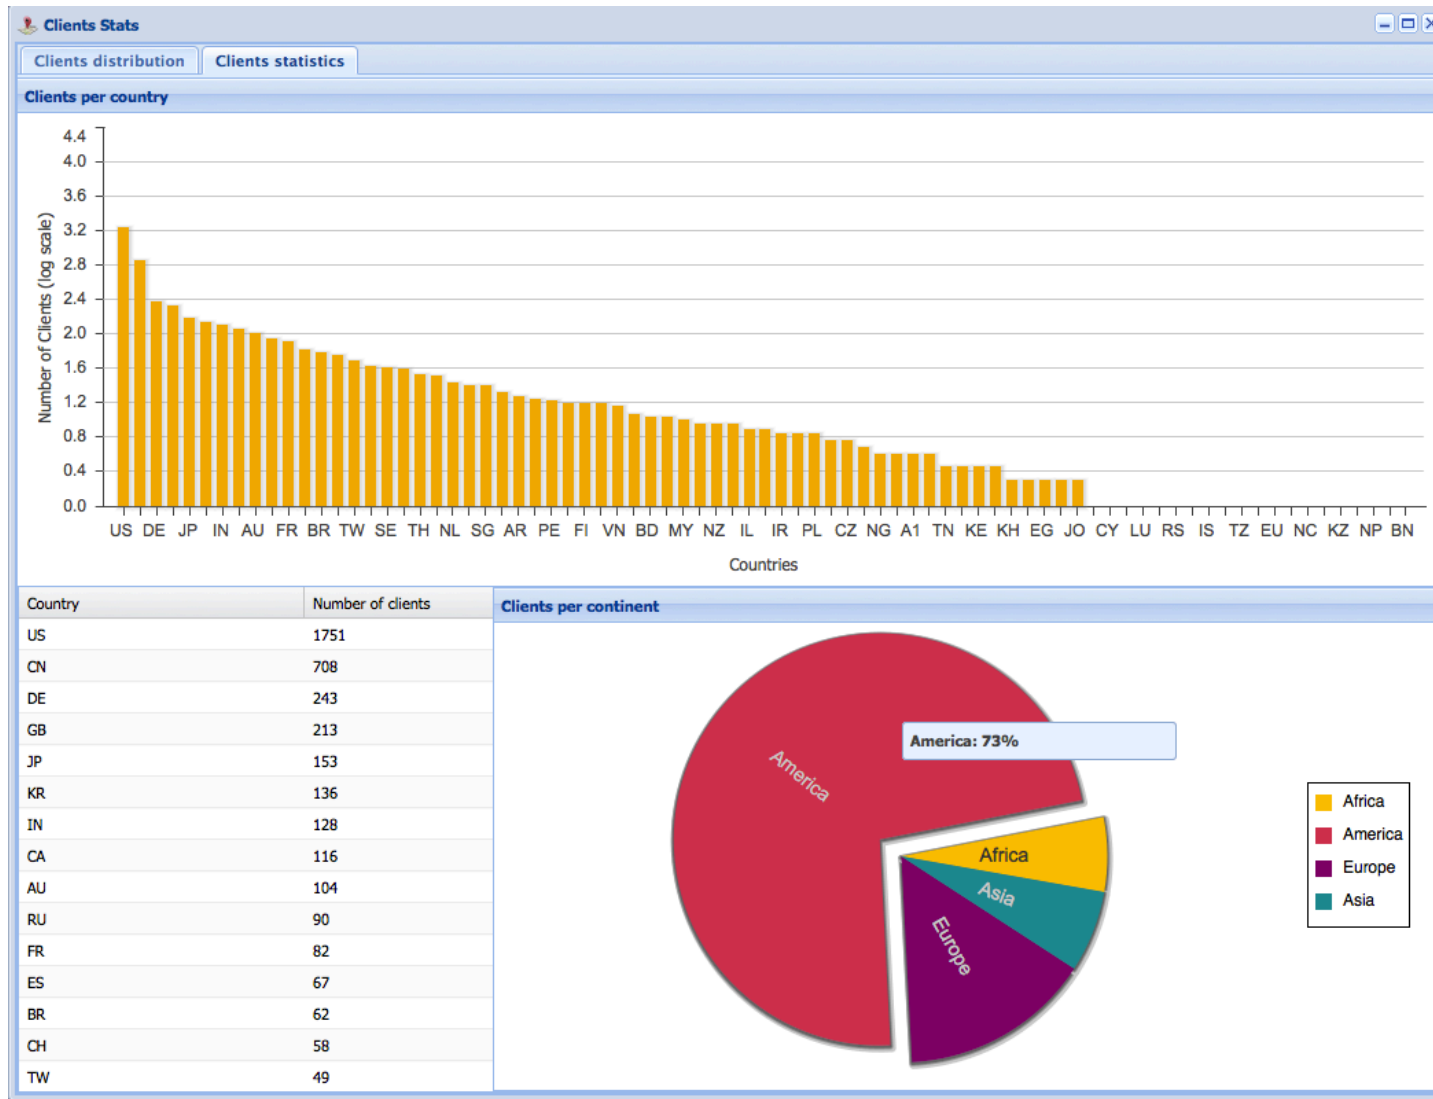 Clients Stats
Clients distribution Clients statistics
Clients per country
4.4
4.0
3.6
3.2
2.8
2.4
2.0
1.6
1.2
0.8
0.4
0.0
Number of Clients (log scale)
US DE JP IN AU FR BR TW SE TH NL SG AR PE FI VN BD MY NZ IL IR PL CZ NG A1 TN KE KH EG JO CY LU RS IS TZ EU NC KZ NP BN
Countries
Country Number of clients
US 1751
CN 708
DE 243
GB 213
JP 153
KR 136
IN 128
CA 116
AU 104
RU 90
FR 82
ES 67
BR 62
CH 58
TW 49
Clients per continent
America
America: 73%
Africa
Asia
Europe
Africa
America
Europe
Asia